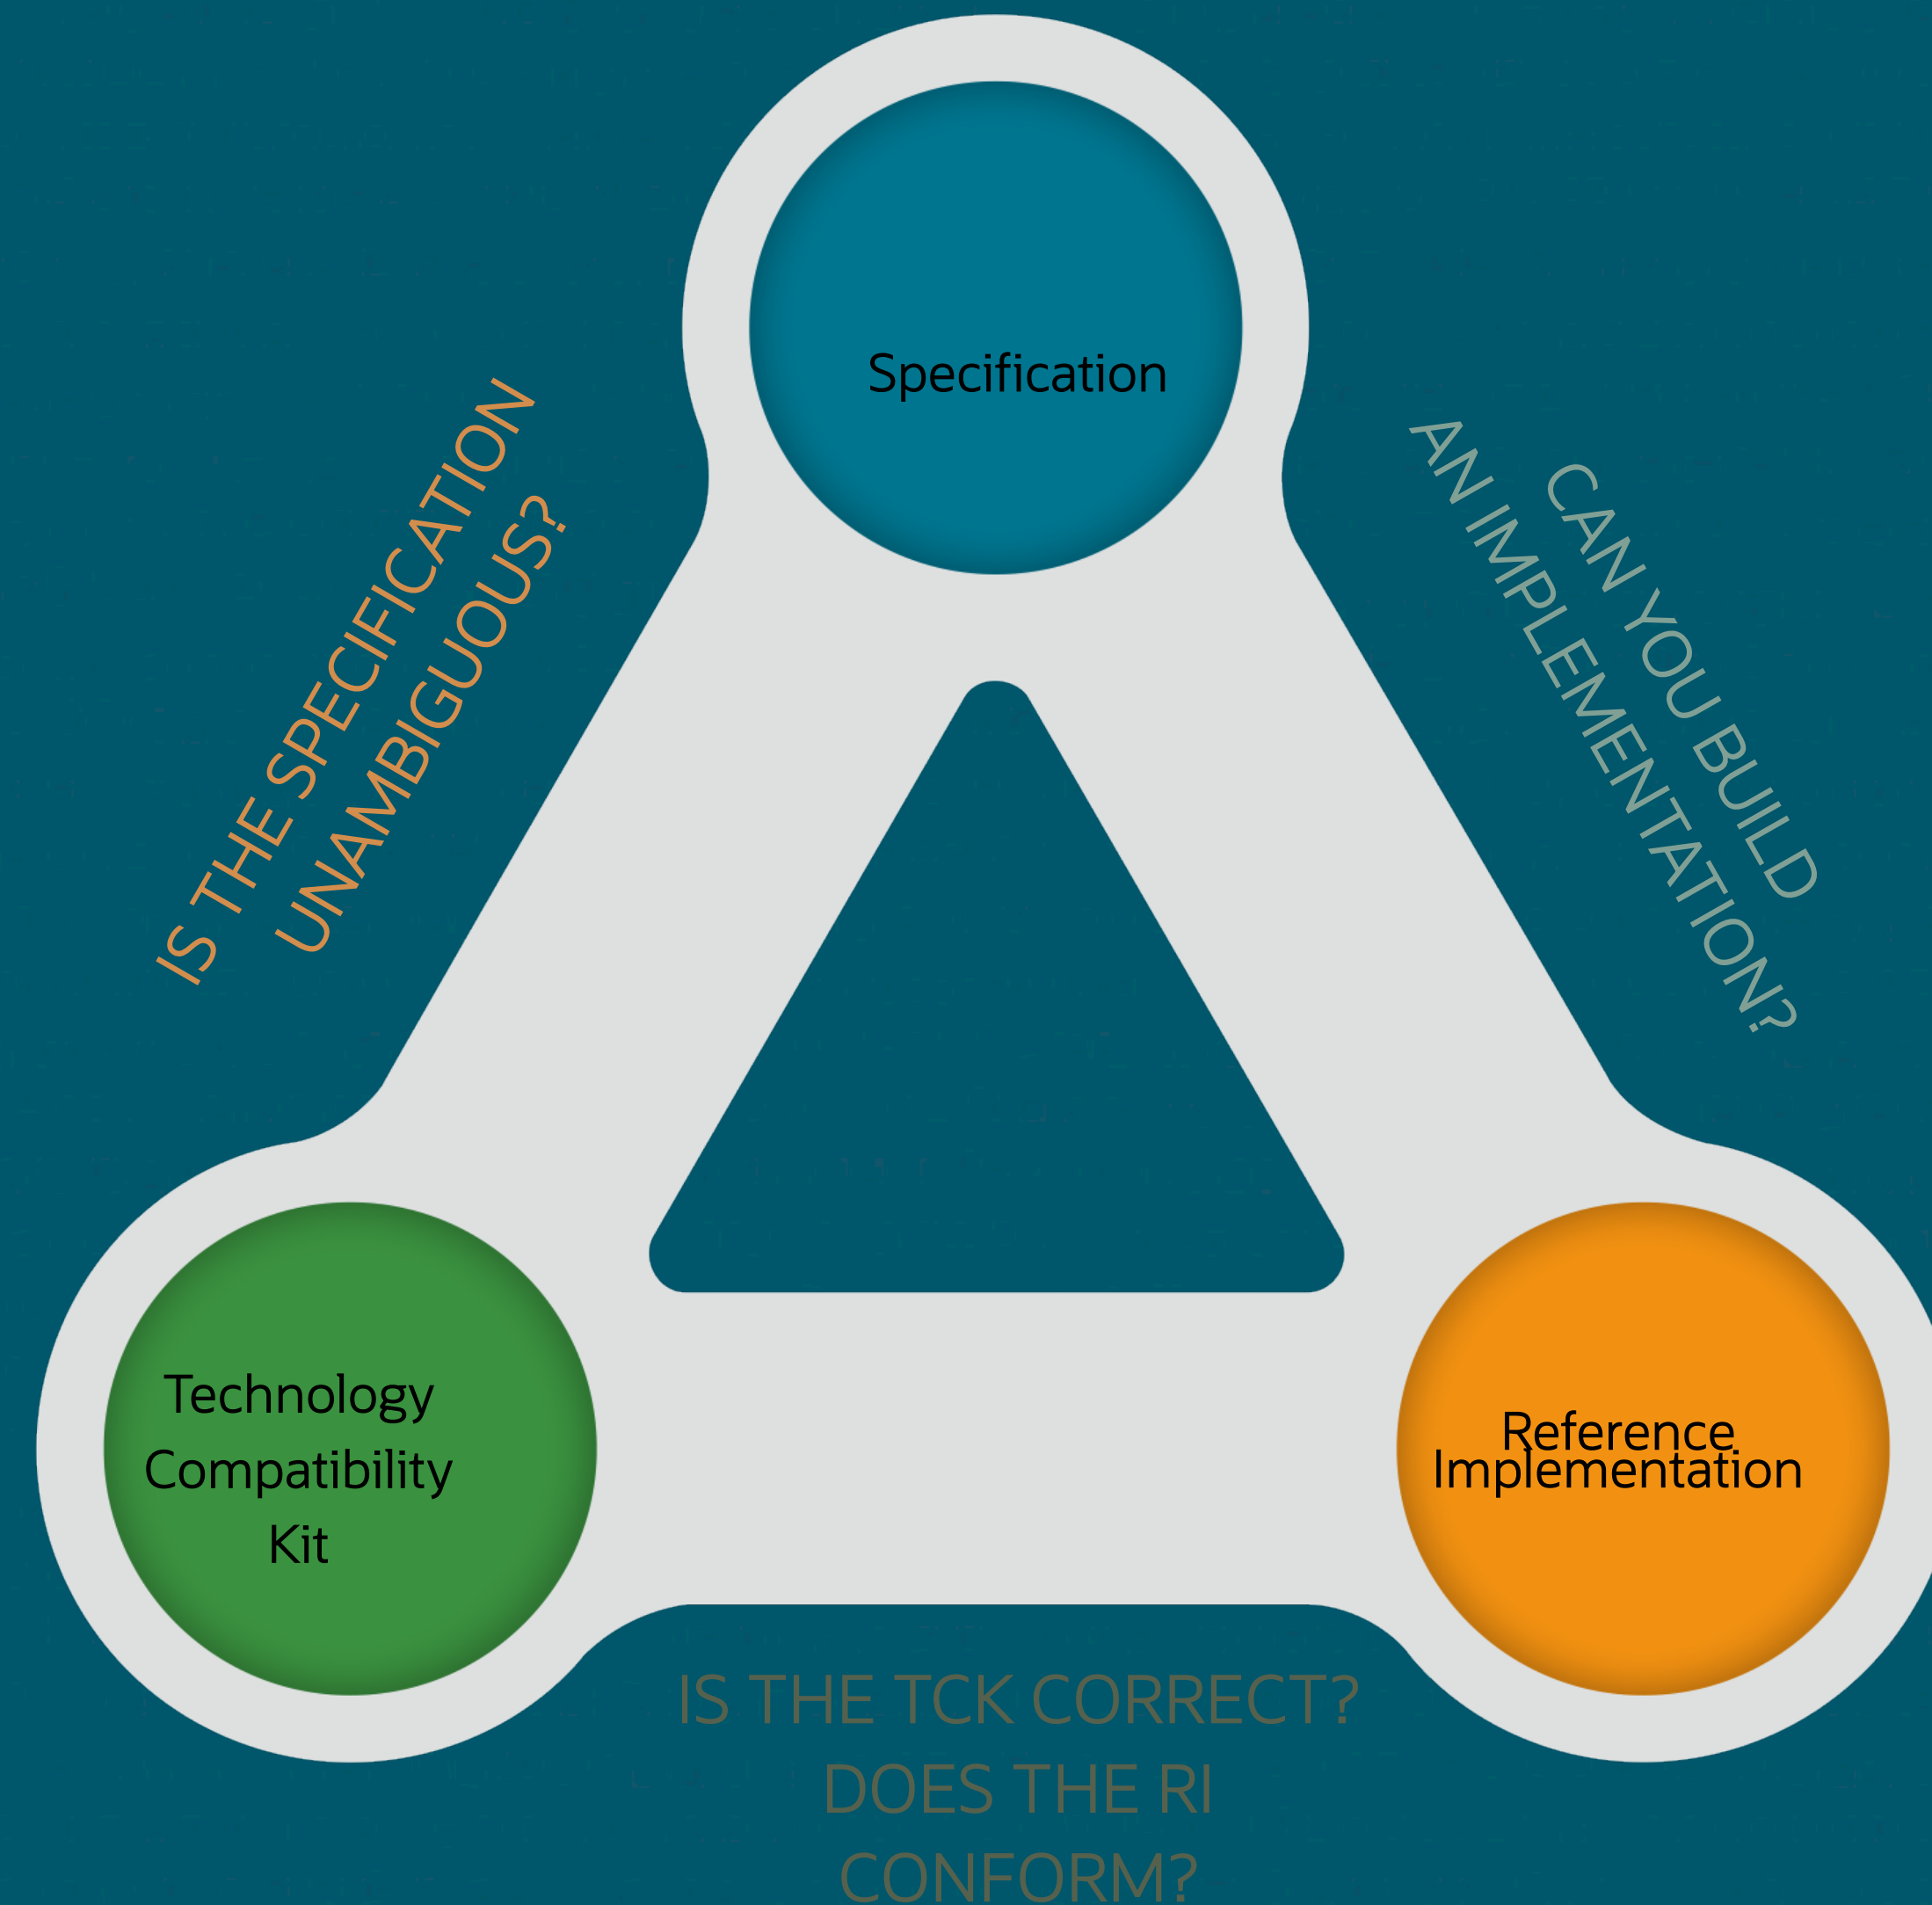 Specification
IS THE SPECIFICATION
UNAMBIGUOUS?
CAN YOU BUILD
AN IMPLEMENTATION?
Technology
Compatibility
Kit
Reference
Implementation
IS THE TCK CORRECT?
DOES THE RI
CONFORM?